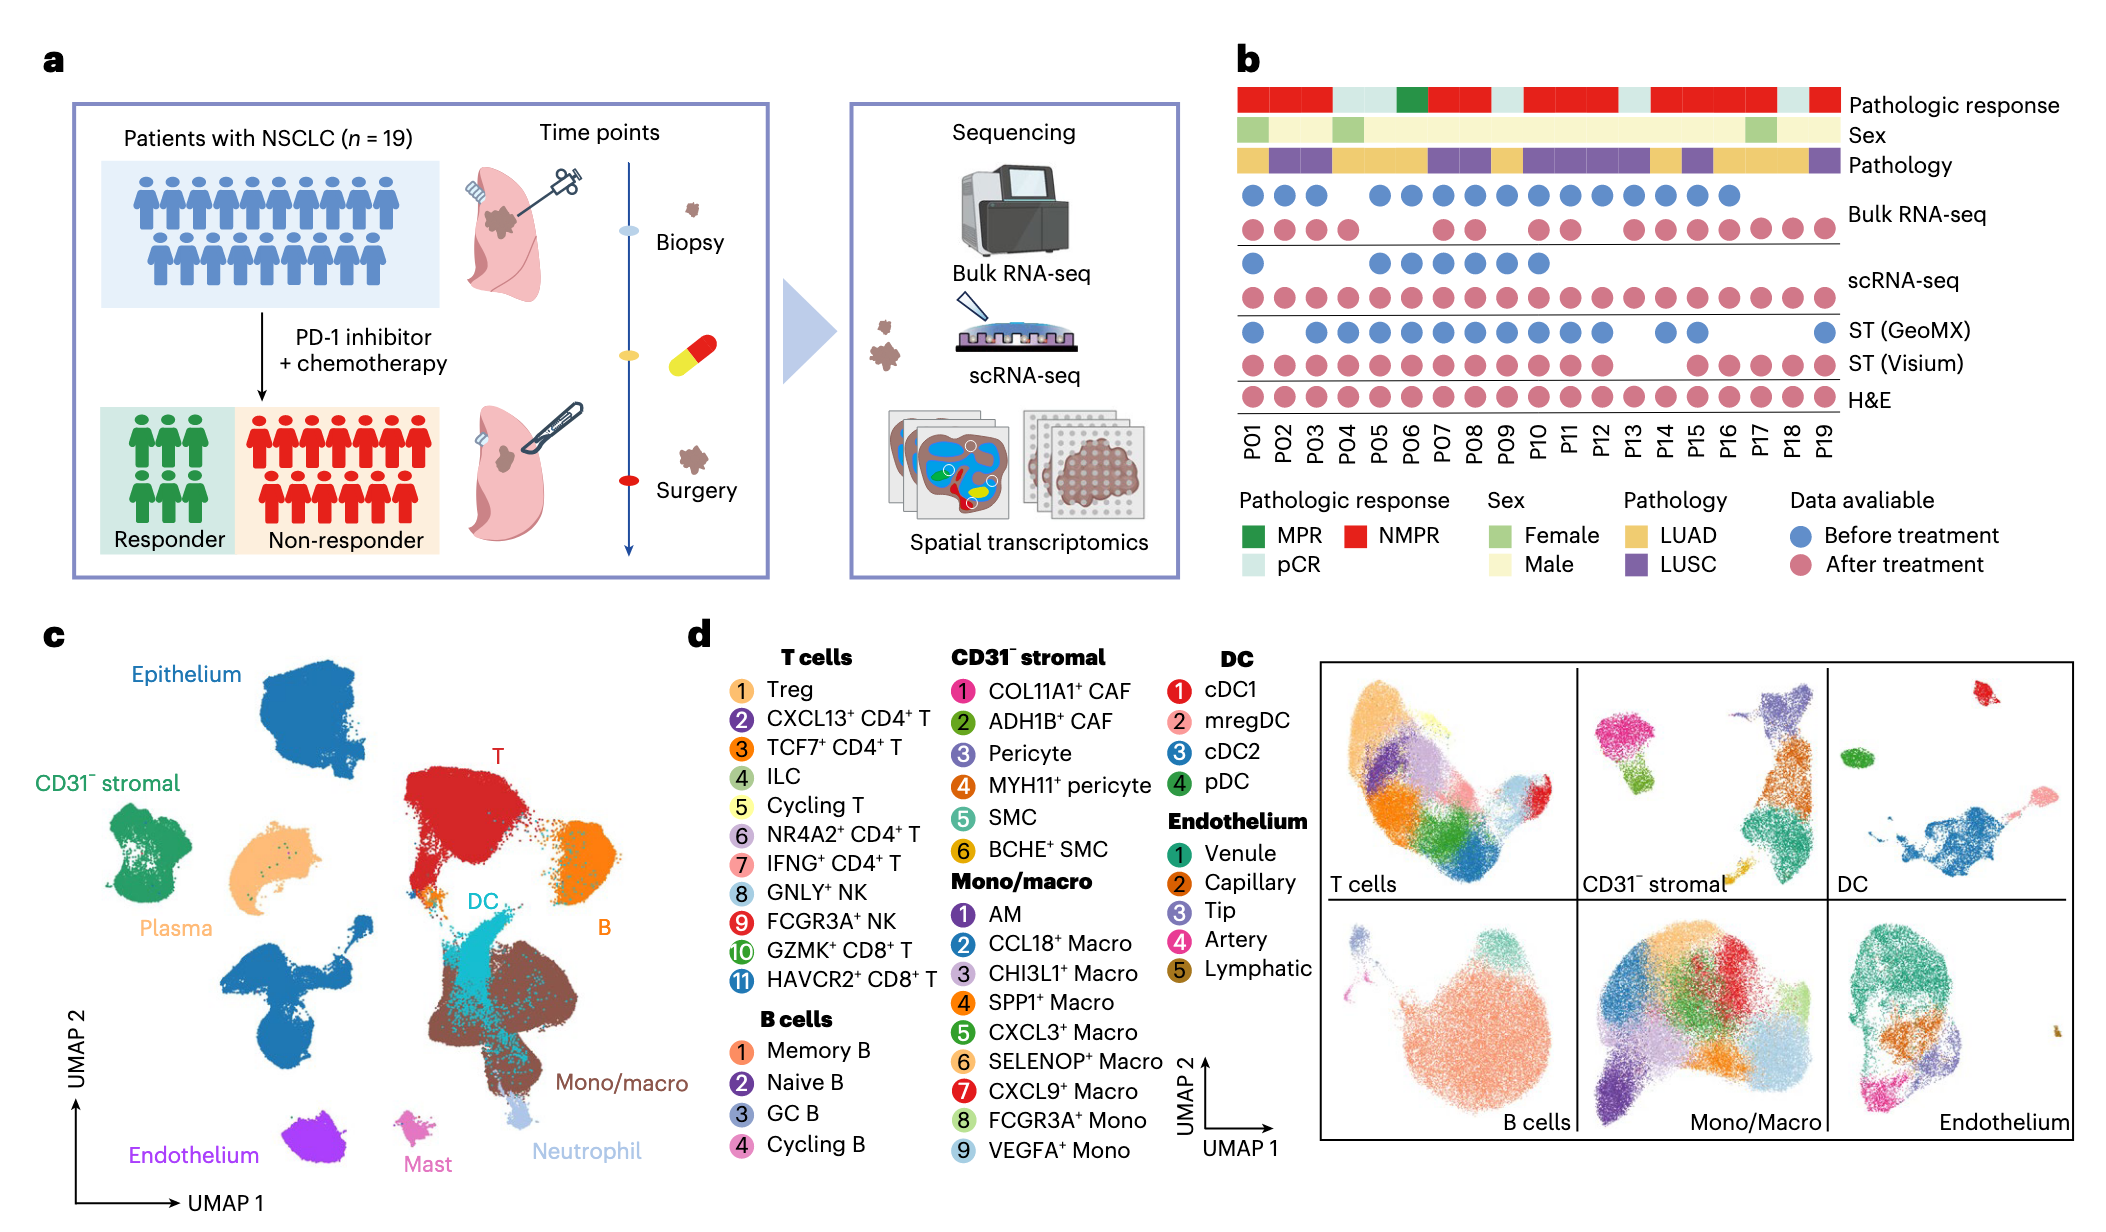 a
Patients with NSCLC (n = 19)
Time points
Biopsy
PD-1 inhibitor
+ chemotherapy
Surgery
Responder
Non-responder
Sequencing
Bulk RNA-seq
scRNA-seq
Spatial transcriptomics
b
Pathologic response
Sex
Pathology
Bulk RNA-seq
scRNA-seq
ST (GeoMX)
ST (Visium)
H&E
P01 P02 P03 P04 P05 P06 P07 P08 P09 P10 P11 P12 P13 P14 P15 P16 P17 P18 P19
Pathologic response
MPR NMPR
pCR
Sex
Female
Male
Pathology
LUAD
LUSC
Data avaliable
Before treatment
After treatment
c
Epithelium
T
CD31⁻ stromal
DC
Plasma
B
Mono/macro
Endothelium
Mast
Neutrophil
UMAP 2
UMAP 1
d
T cells
1 Treg
2 CXCL13⁺ CD4⁺ T
3 TCF7⁺ CD4⁺ T
4 ILC
5 Cycling T
6 NR4A2⁺ CD4⁺ T
7 IFNG⁺ CD4⁺ T
8 GNLY⁺ NK
9 FCGR3A⁺ NK
10 GZMK⁺ CD8⁺ T
11 HAVCR2⁺ CD8⁺ T
B cells
1 Memory B
2 Naive B
3 GC B
4 Cycling B
CD31⁻ stromal
1 COL11A1⁺ CAF
2 ADH1B⁺ CAF
3 Pericyte
4 MYH11⁺ pericyte
5 SMC
6 BCHE⁺ SMC
Mono/macro
1 AM
2 CCL18⁺ Macro
3 CHI3L1⁺ Macro
4 SPP1⁺ Macro
5 CXCL3⁺ Macro
6 SELENOP⁺ Macro
7 CXCL9⁺ Macro
8 FCGR3A⁺ Mono
9 VEGFA⁺ Mono
DC
1 cDC1
2 mregDC
3 cDC2
4 pDC
Endothelium
1 Venule
2 Capillary
3 Tip
4 Artery
5 Lymphatic
UMAP 2
UMAP 1
T cells
CD31⁻ stromal
DC
B cells
Mono/Macro
Endothelium